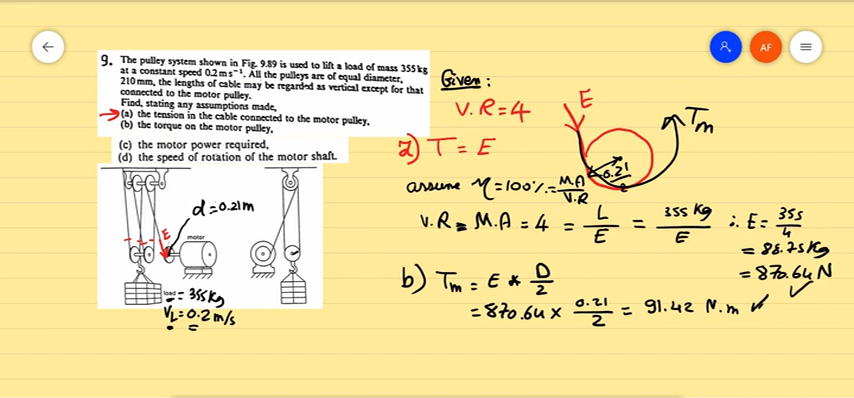 AF
9. The pulley system shown in Fig. 9.89 is used to lift a load of mass 355 kg
at a constant speed 0.2 m s⁻¹. All the pulleys are of equal diameter,
210 mm, the lengths of cable may be regarded as vertical except for that
connected to the motor pulley.
Find, stating any assumptions made,
(a) the tension in the cable connected to the motor pulley,
(b) the torque on the motor pulley,
(c) the motor power required,
(d) the speed of rotation of the motor shaft.
d=0.21m
E
motor
load = 355kg
VL=0.2m/s
Given:
V.R=4
E
Tm
0.21/2
a) T = E
assume η=100%=M.A/V.R
V.R = M.A = 4 = L/E = 355 kg/E ∴ E = 355/4
= 88.75kg
= 870.64 N
b) Tm = E * D/2
= 870.64 × 0.21/2 = 91.42 N.m